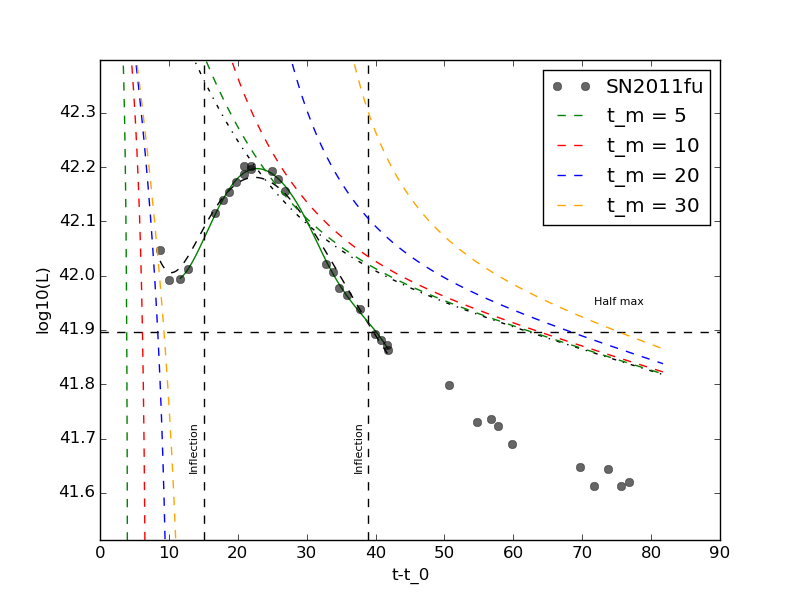 42.3
42.2
42.1
42.0
41.9
41.8
41.7
41.6
log10(L)
0
10
20
30
40
50
60
70
80
90
t-t_0
SN2011fu
t_m = 5
t_m = 10
t_m = 20
t_m = 30
Half max
Inflection
Inflection